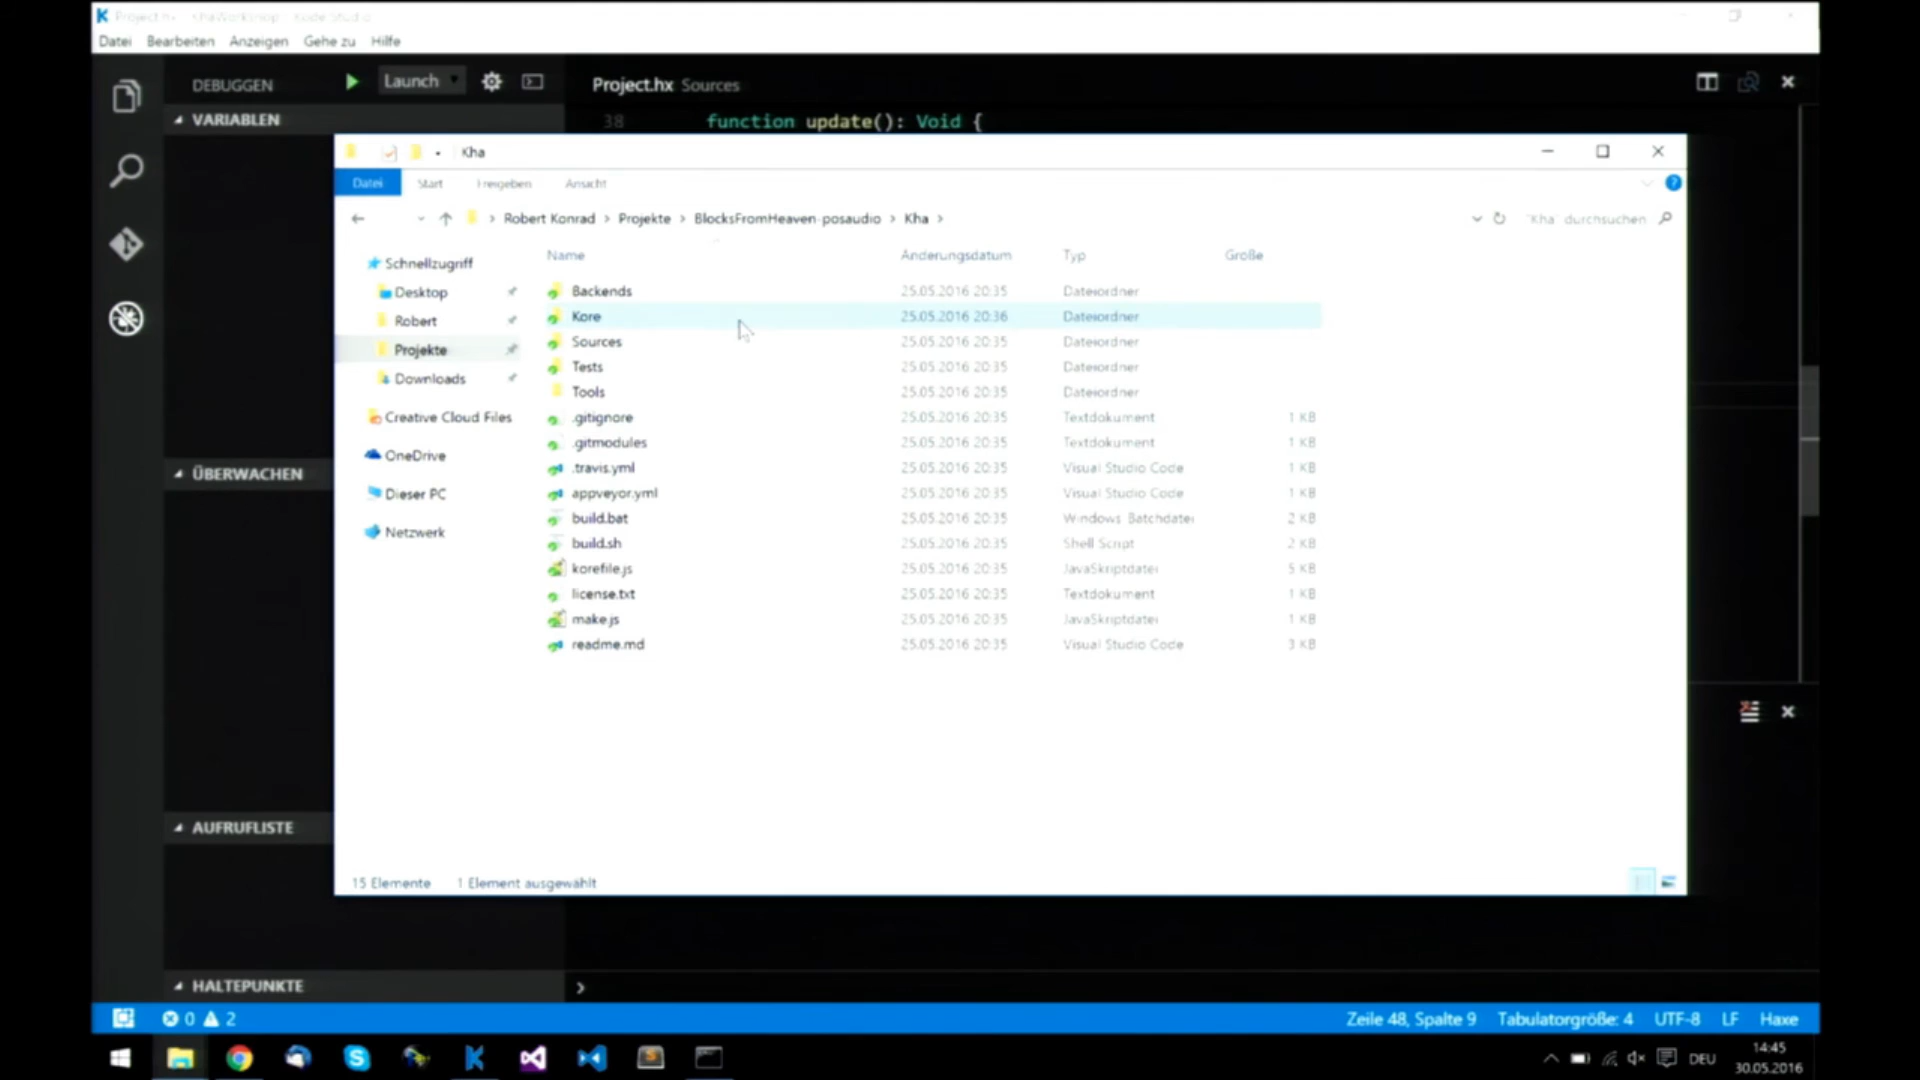 Project.hx - KhaWorkshop - Kode Studio
Datei Bearbeiten Anzeigen Gehe zu Hilfe
DEBUGGEN Launch Project.hx Sources
VARIABLEN
38 function update(): Void {
Kha
Datei Start Freigeben Ansicht
Robert Konrad Projekte BlocksFromHeaven-posaudio Kha "Kha" durchsuchen
Name Änderungsdatum Typ Größe
Schnellzugriff
Desktop
Robert
Projekte
Downloads
Creative Cloud Files
OneDrive
Dieser PC
Netzwerk
Backends 25.05.2016 20:35 Dateiordner
Kore 25.05.2016 20:36 Dateiordner
Sources 25.05.2016 20:35 Dateiordner
Tests 25.05.2016 20:35 Dateiordner
Tools 25.05.2016 20:35 Dateiordner
.gitignore 25.05.2016 20:35 Textdokument 1 KB
.gitmodules 25.05.2016 20:35 Textdokument 1 KB
.travis.yml 25.05.2016 20:35 Visual Studio Code 1 KB
appveyor.yml 25.05.2016 20:35 Visual Studio Code 1 KB
build.bat 25.05.2016 20:35 Windows-Batchdatei 2 KB
build.sh 25.05.2016 20:35 Shell Script 2 KB
korefile.js 25.05.2016 20:35 JavaSkriptdatei 5 KB
license.txt 25.05.2016 20:35 Textdokument 1 KB
make.js 25.05.2016 20:35 JavaSkriptdatei 1 KB
readme.md 25.05.2016 20:35 Visual Studio Code 3 KB
15 Elemente 1 Element ausgewählt
ÜBERWACHEN
AUFRUFLISTE
HALTEPUNKTE
0 2 Zeile 48, Spalte 9 Tabulatorgröße: 4 UTF-8 LF Haxe
DEU 14:45
30.05.2016